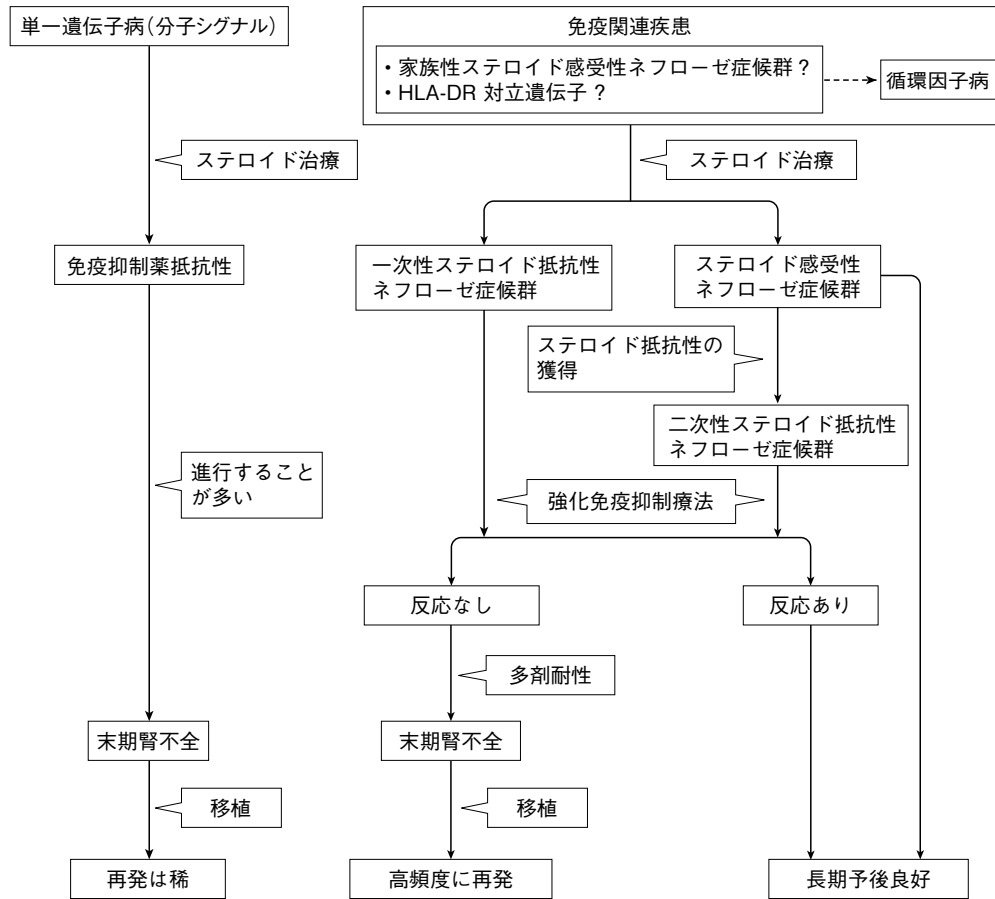 単一遺伝子病（分子シグナル）
免疫関連疾患
・家族性ステロイド感受性ネフローゼ症候群？
・HLA-DR 対立遺伝子？
循環因子病
ステロイド治療
ステロイド治療
免疫抑制薬抵抗性
一次性ステロイド抵抗性
ネフローゼ症候群
ステロイド感受性
ネフローゼ症候群
ステロイド抵抗性の
獲得
二次性ステロイド抵抗性
ネフローゼ症候群
進行すること
が多い
強化免疫抑制療法
反応なし
反応あり
多剤耐性
末期腎不全
末期腎不全
移植
移植
再発は稀
高頻度に再発
長期予後良好